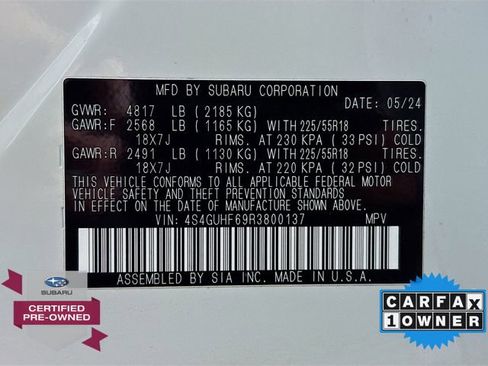 MFD BY SUBARU CORPORATION
GVWR: 4817 LB (2185 KG) DATE: 05/24
GAWR:F 2568 LB (1165 KG) WITH 225/55R18 TIRES.
18X7J RIMS. AT 230 KPA (33 PSI) COLD
GAWR:R 2491 LB (1130 KG) WITH 225/55R18 TIRES.
18X7J RIMS. AT 220 KPA (32 PSI) COLD
THIS VEHICLE CONFORMS TO ALL APPLICABLE FEDERAL MOTOR
VEHICLE SAFETY AND THEFT PREVENTION STANDARDS
IN EFFECT ON THE DATE OF MANUFACTURE SHOWN ABOVE.
VIN: 4S4GUHF69R3800137 MPV
ASSEMBLED BY SIA INC. IN U.S.A.
SUBARU
CERTIFIED
PRE-OWNED
CARFAX
1 OWNER